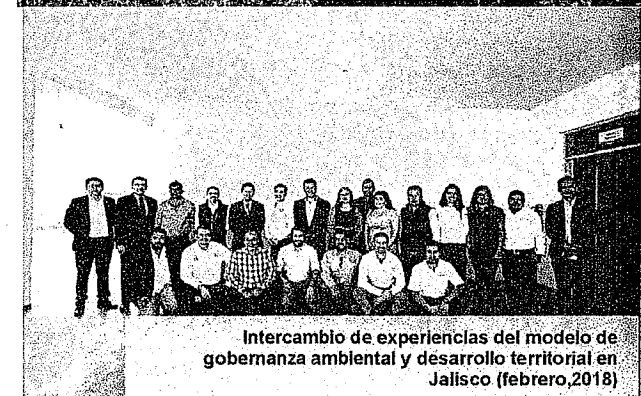 Intercambio de experiencias del modelo de
gobernanza ambiental y desarrollo territorial en
Jalisco (febrero,2018)